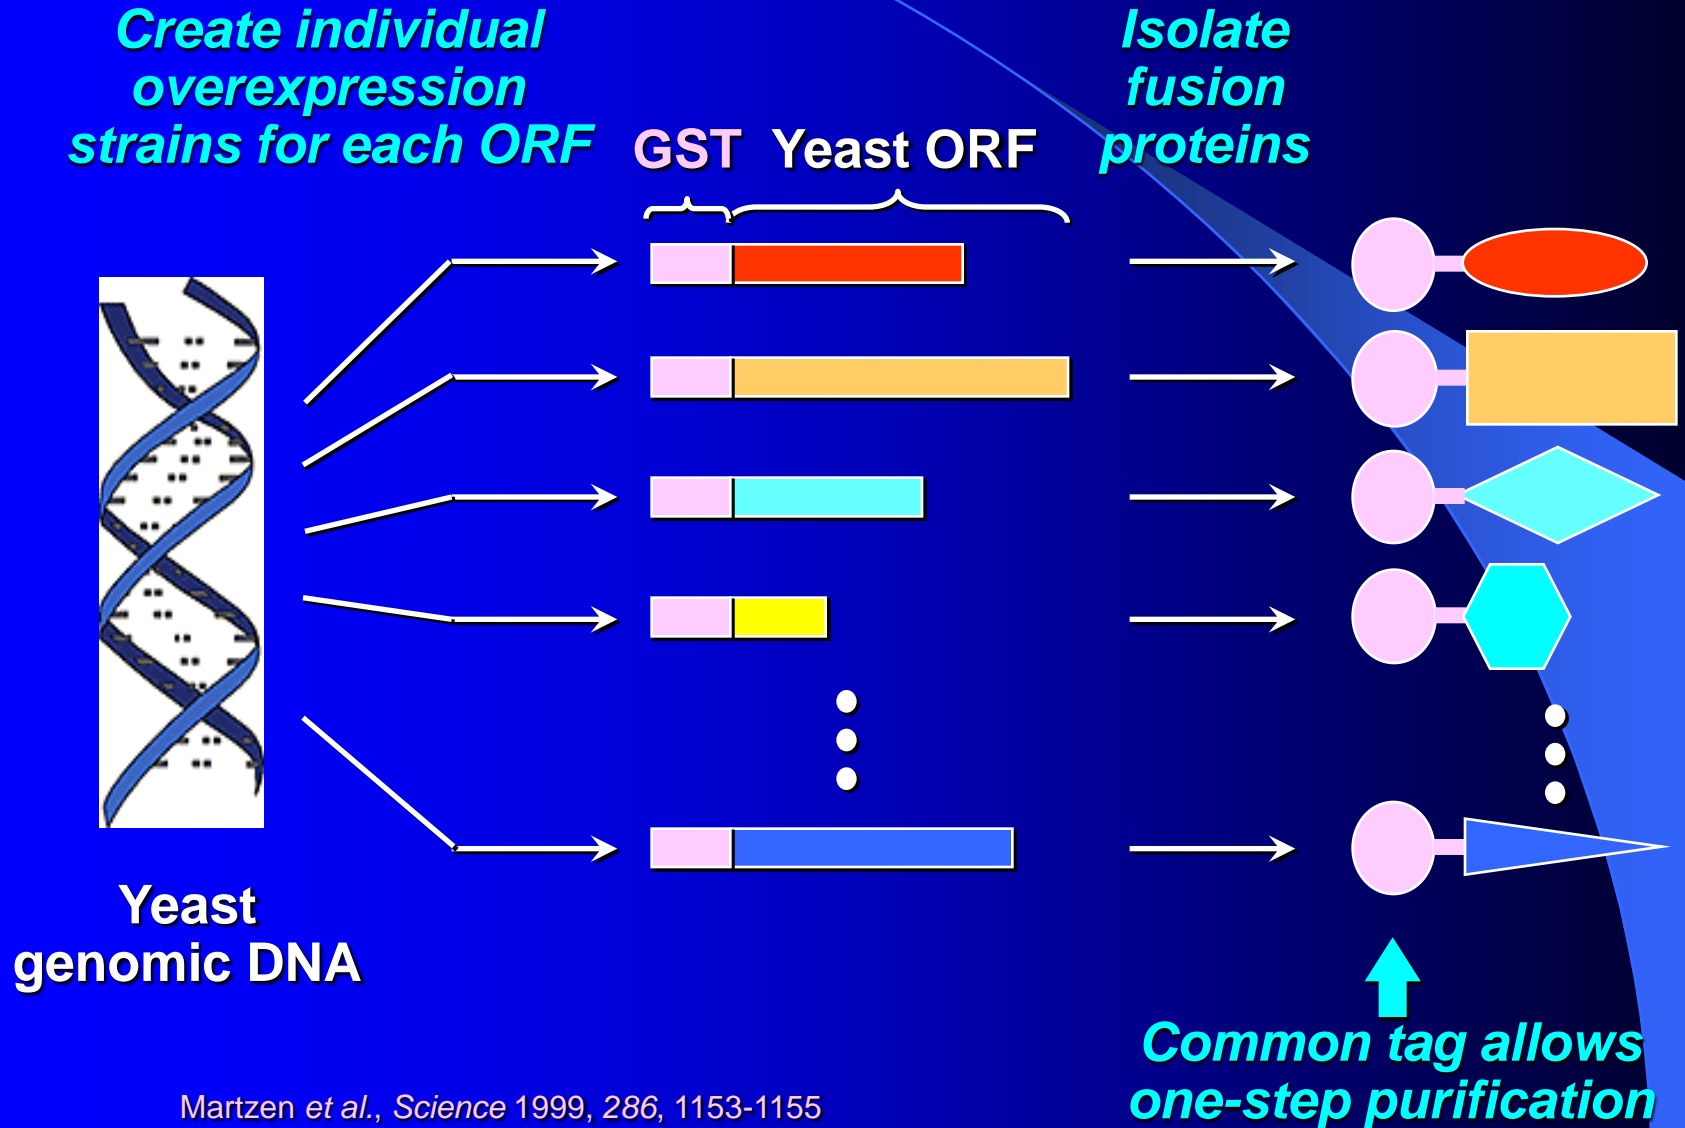 Create individual
overexpression
strains for each ORF
GST Yeast ORF
Isolate
fusion
proteins
Yeast
genomic DNA
Common tag allows
one-step purification
Martzen et al., Science 1999, 286, 1153-1155